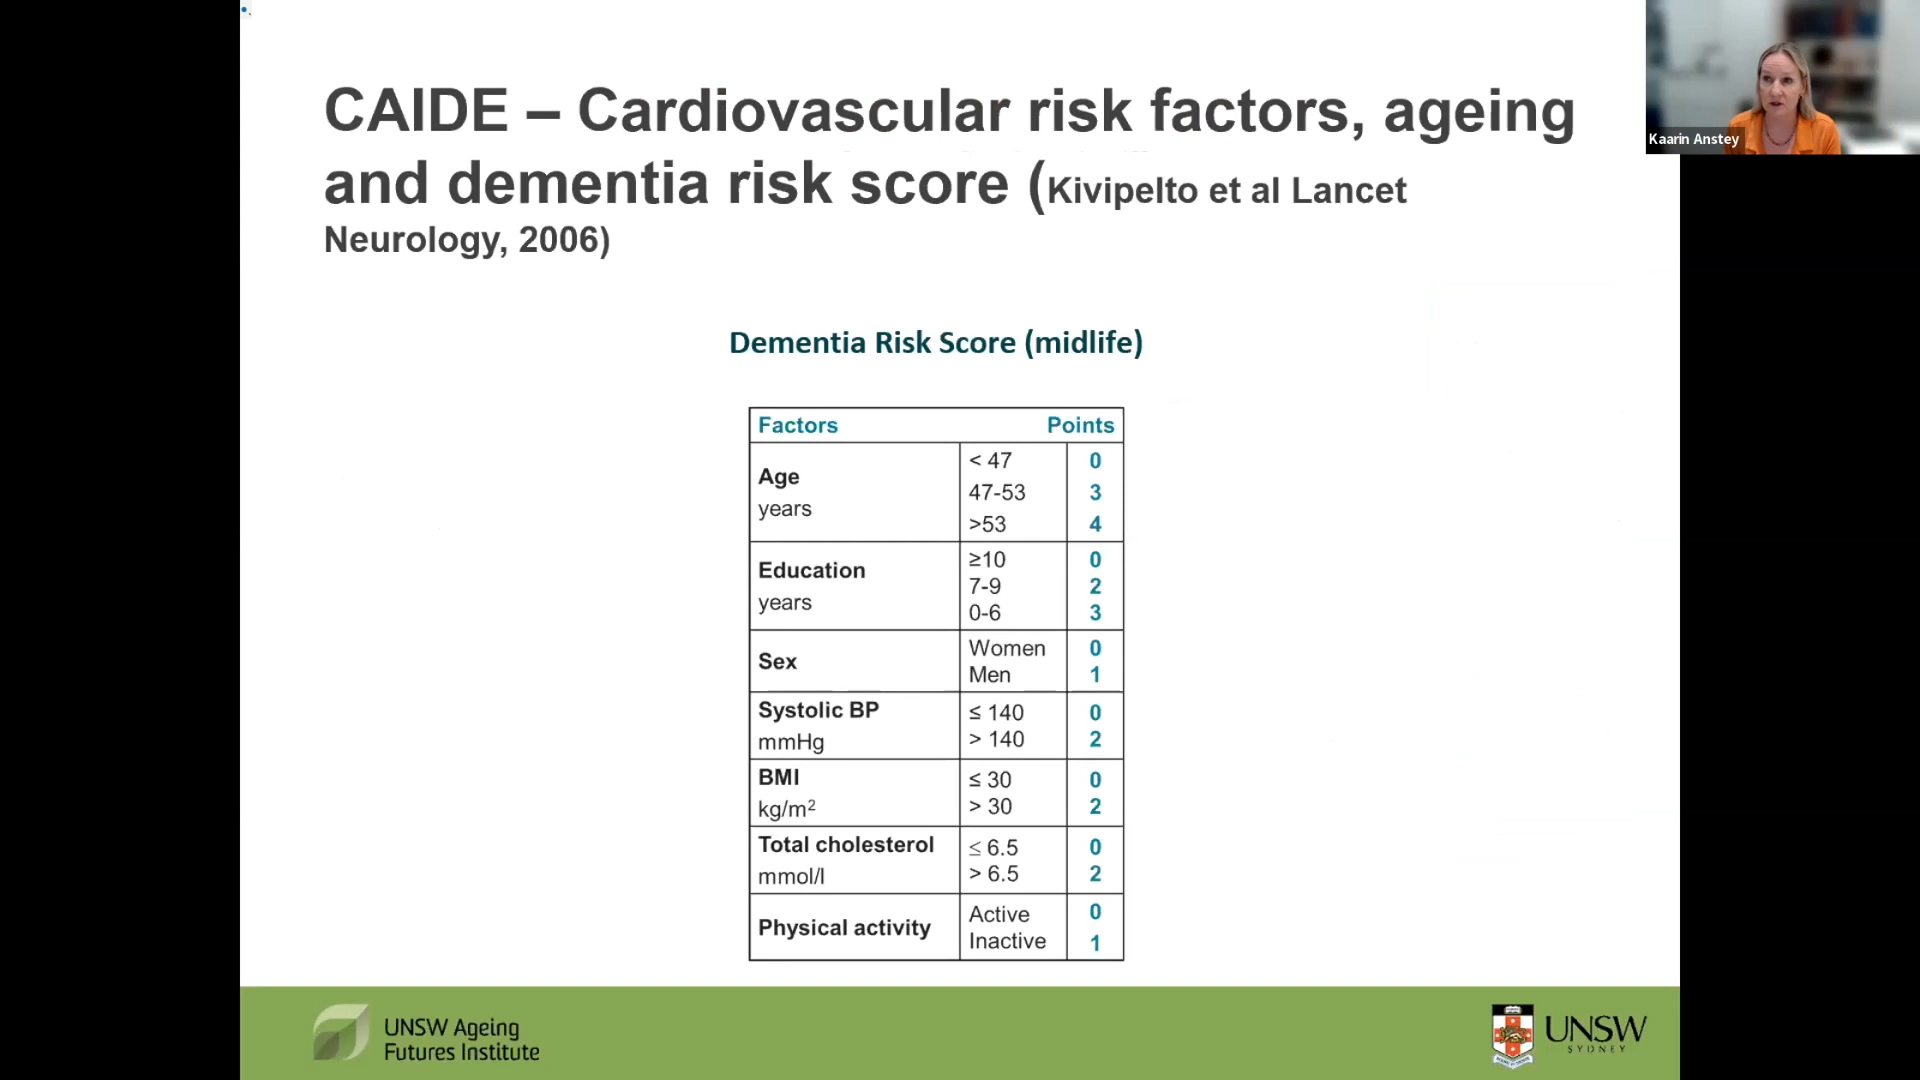 CAIDE – Cardiovascular risk factors, ageing
and dementia risk score (Kivipelto et al Lancet
Neurology, 2006)
Kaarin Anstey
Dementia Risk Score (midlife)
Factors Points
Age
years
< 47 0
47-53 3
>53 4
Education
years
≥10 0
7-9 2
0-6 3
Sex
Women 0
Men 1
Systolic BP
mmHg
≤ 140 0
> 140 2
BMI
kg/m²
≤ 30 0
> 30 2
Total cholesterol
mmol/l
≤ 6.5 0
> 6.5 2
Physical activity
Active 0
Inactive 1
UNSW Ageing
Futures Institute
UNSW
SYDNEY